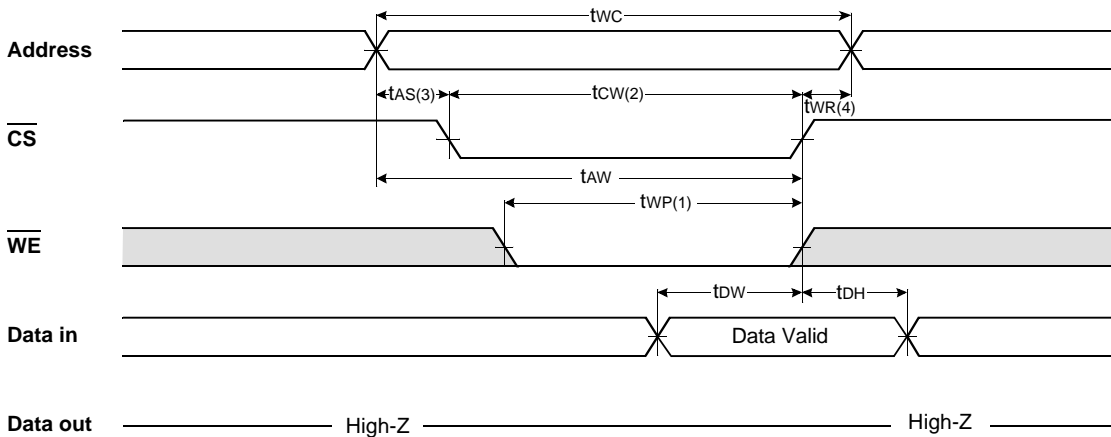 tWC
Address
tAS(3)
tCW(2)
tWR(4)
CS
tAW
tWP(1)
WE
tDW
tDH
Data in
Data Valid
Data out
High-Z
High-Z